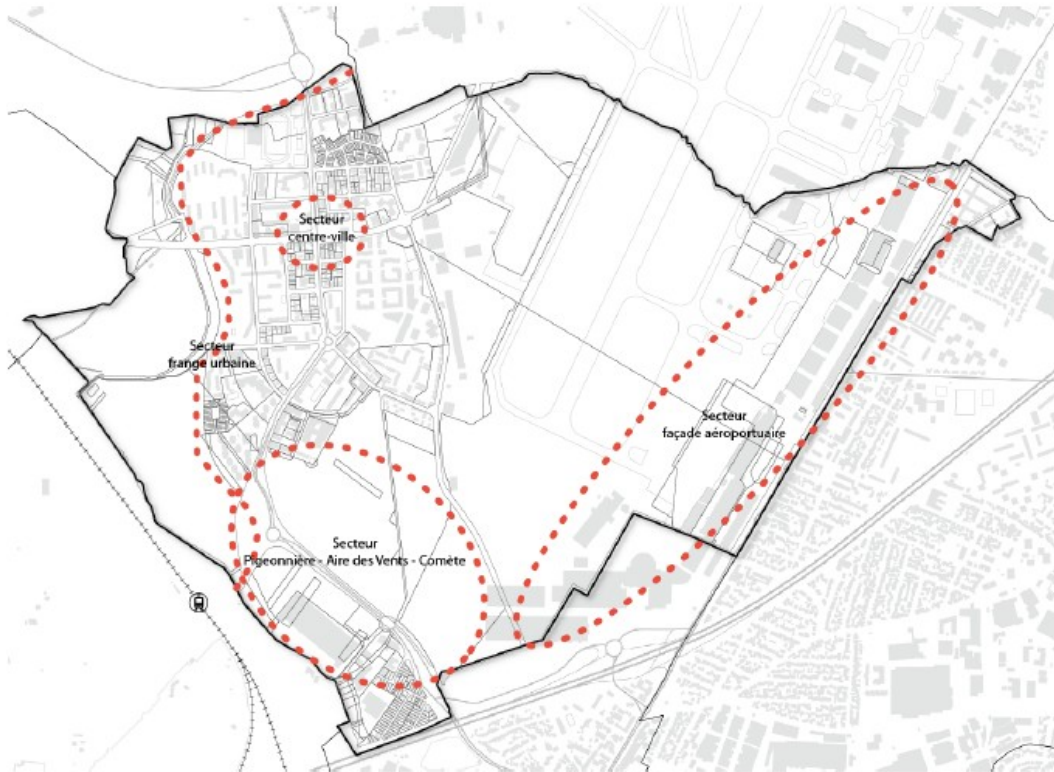 Secteur
centre-ville
Secteur
frange urbaine
Secteur
façade aéroportuaire
Secteur
Pigeonnière - Aire des Vents - Comète